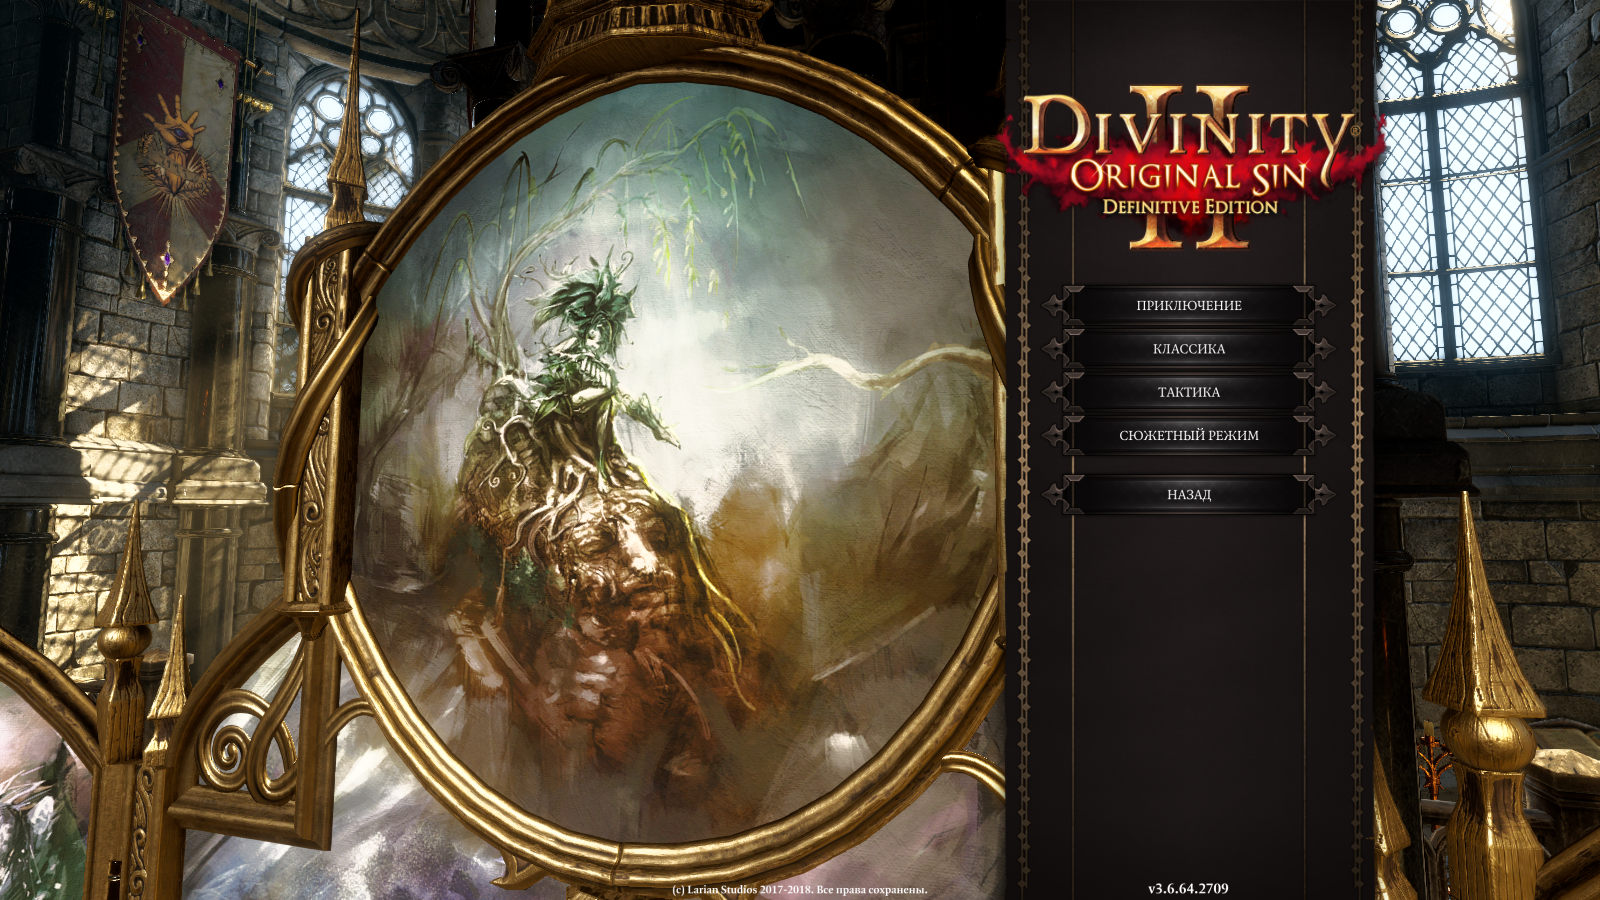 DIVINITY®
II
ORIGINAL SIN
DEFINITIVE EDITION
ПРИКЛЮЧЕНИЕ
КЛАССИКА
ТАКТИКА
СЮЖЕТНЫЙ РЕЖИМ
НАЗАД
(c) Larian Studios 2017-2018. Все права сохранены.
v3.6.64.2709